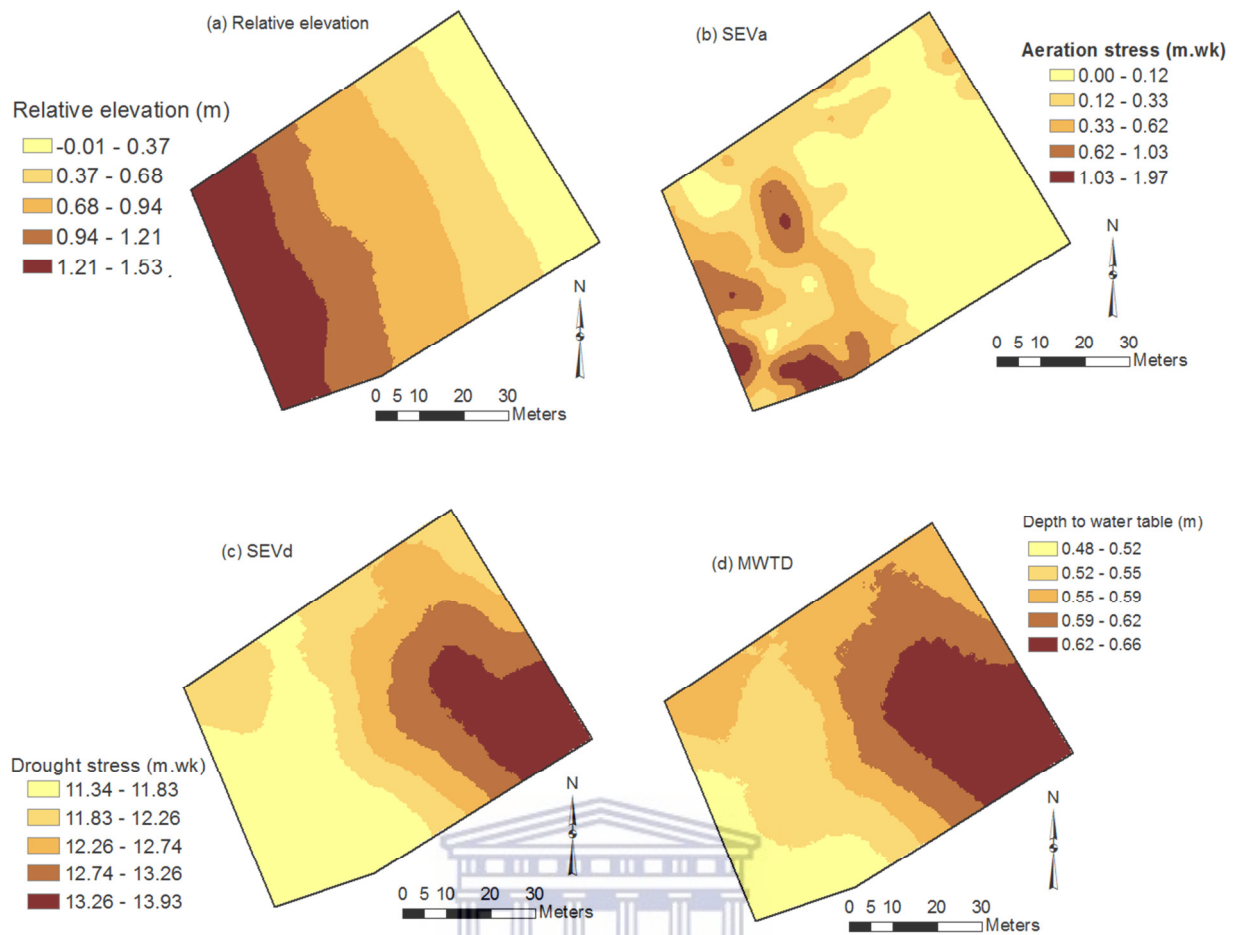 (a) Relative elevation
Relative elevation (m)
-0.01 - 0.37
0.37 - 0.68
0.68 - 0.94
0.94 - 1.21
1.21 - 1.53
N
0 5 10 20 30
Meters
(b) SEVa
Aeration stress (m.wk)
0.00 - 0.12
0.12 - 0.33
0.33 - 0.62
0.62 - 1.03
1.03 - 1.97
N
0 5 10 20 30
Meters
(c) SEVd
Drought stress (m.wk)
11.34 - 11.83
11.83 - 12.26
12.26 - 12.74
12.74 - 13.26
13.26 - 13.93
N
0 5 10 20 30
Meters
(d) MWTD
Depth to water table (m)
0.48 - 0.52
0.52 - 0.55
0.55 - 0.59
0.59 - 0.62
0.62 - 0.66
N
0 5 10 20 30
Meters